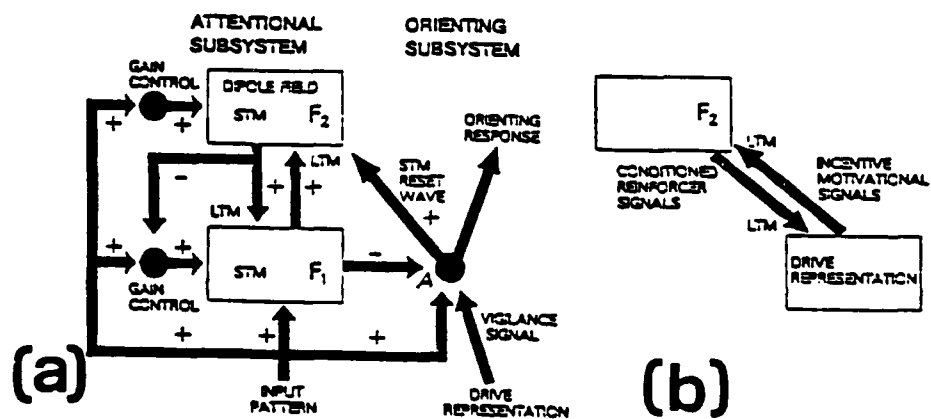 ATTENTIONAL
SUBSYSTEM
ORIENTING
SUBSYSTEM
GAIN
CONTROL
DIPOLE FIELD
STM F2
+ +
-
LTM
+ +
LTM
STM
RESET
WAVE
+
ORIENTING
RESPONSE
+ +
STM F1
-
A
GAIN
CONTROL
+ + +
VIGILANCE
SIGNAL
INPUT
PATTERN
DRIVE
REPRESENTATION
(a)
F2
LTM
CONDITIONED
REINFORCER
SIGNALS
INCENTIVE
MOTIVATIONAL
SIGNALS
LTM
DRIVE
REPRESENTATION
(b)